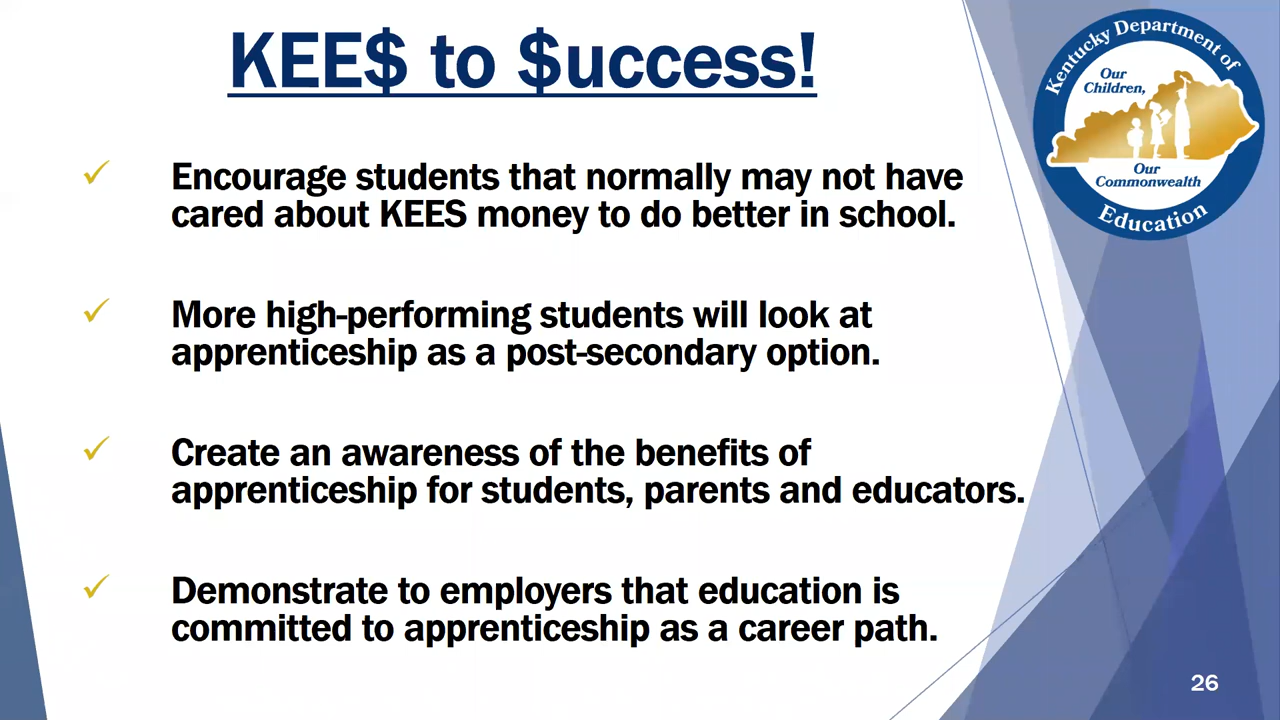 KEE$ to $uccess!
Kentucky Department of
Our
Children,
Our
Commonwealth
Education
✓ Encourage students that normally may not have
cared about KEES money to do better in school.
✓ More high-performing students will look at
apprenticeship as a post-secondary option.
✓ Create an awareness of the benefits of
apprenticeship for students, parents and educators.
✓ Demonstrate to employers that education is
committed to apprenticeship as a career path.
26